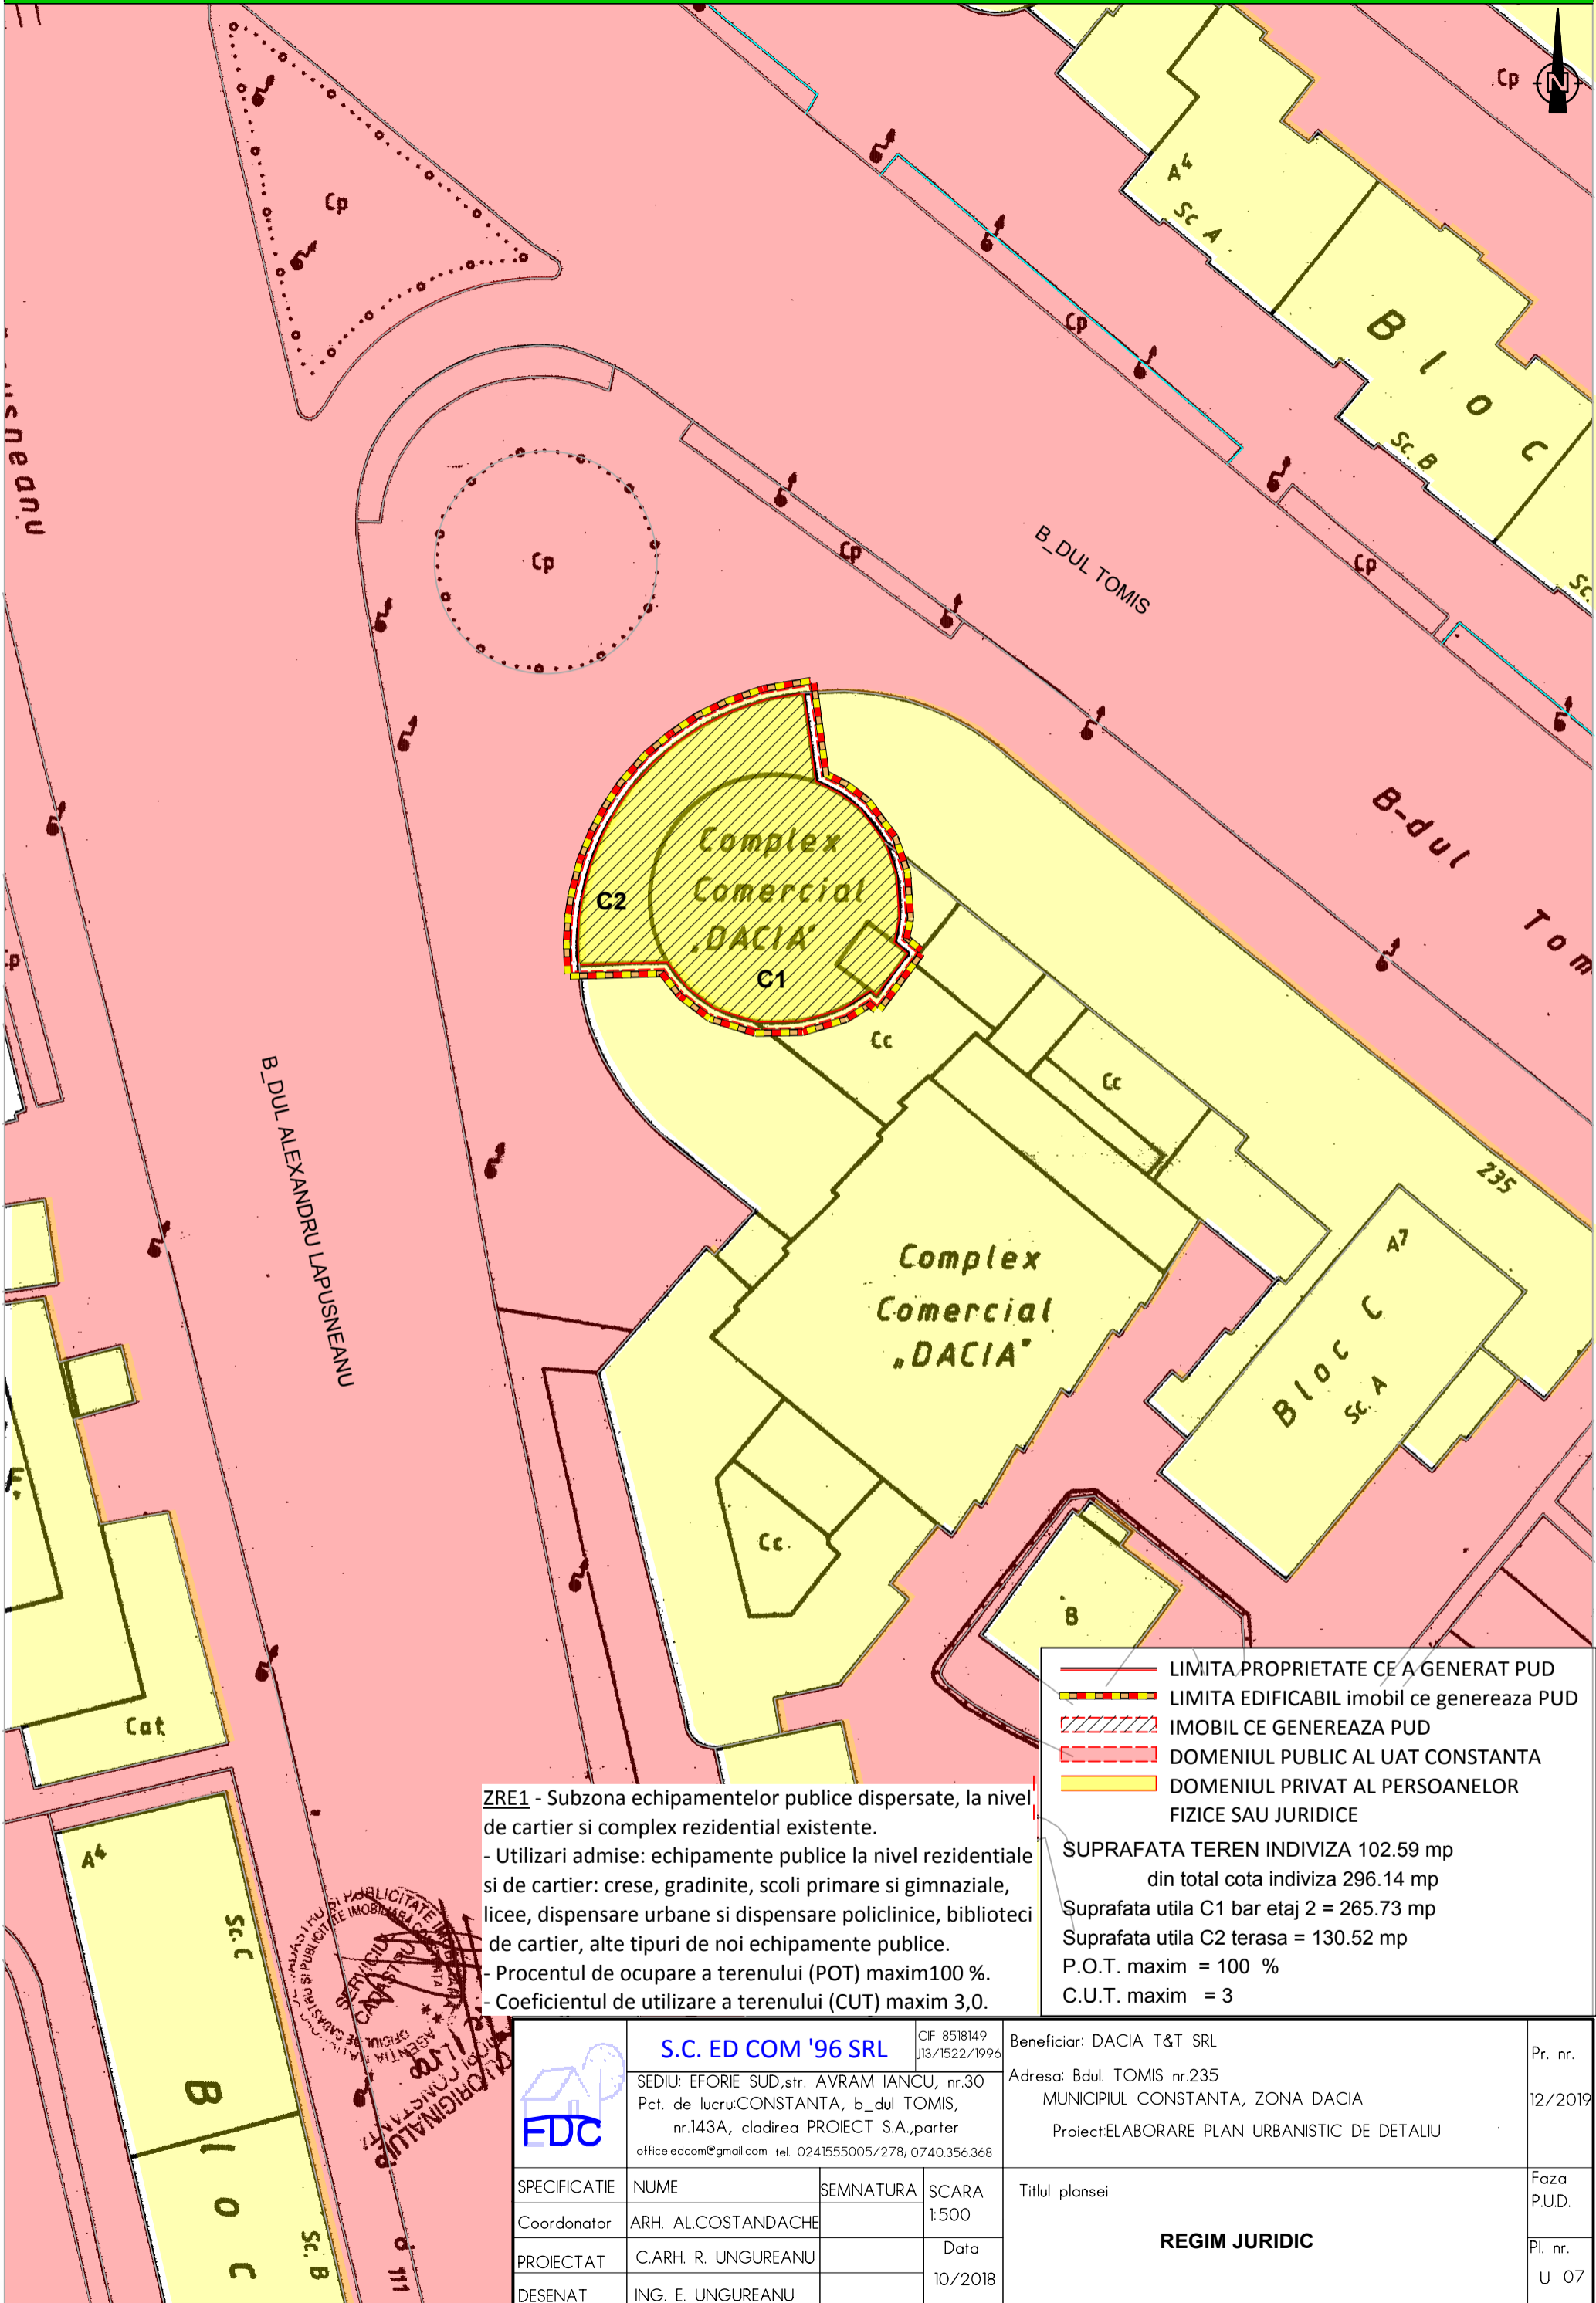 Cp
Cp
A4
Sc A
Bloc
Sc. B
Sc.
Cp
usneanu
Cp
Cp
Cp
B_DUL TOMIS
B-dul
Tom
Complex
Comercial
„DACIA"
C2
C1
Cc
Cc
B_DUL ALEXANDRU LAPUSNEANU
235
A7
Bloc C
Sc. A
Complex
Comercial
„DACIA"
Cc.
B
Cat
A4
Sc. C
Bloc
Sc. B
LIMITA PROPRIETATE CE A GENERAT PUD
LIMITA EDIFICABIL imobil ce genereaza PUD
IMOBIL CE GENEREAZA PUD
DOMENIUL PUBLIC AL UAT CONSTANTA
DOMENIUL PRIVAT AL PERSOANELOR
FIZICE SAU JURIDICE
SUPRAFATA TEREN INDIVIZA 102.59 mp
din total cota indiviza 296.14 mp
Suprafata utila C1 bar etaj 2 = 265.73 mp
Suprafata utila C2 terasa = 130.52 mp
P.O.T. maxim = 100 %
C.U.T. maxim = 3
ZRE1 - Subzona echipamentelor publice dispersate, la nivel
de cartier si complex rezidential existente.
- Utilizari admise: echipamente publice la nivel rezidentiale
si de cartier: crese, gradinite, scoli primare si gimnaziale,
licee, dispensare urbane si dispensare policlinice, biblioteci
de cartier, alte tipuri de noi echipamente publice.
- Procentul de ocupare a terenului (POT) maxim100 %.
- Coeficientul de utilizare a terenului (CUT) maxim 3,0.
EDC
S.C. ED COM '96 SRL
CIF 8518149
J13/1522/1996
SEDIU: EFORIE SUD,str. AVRAM IANCU, nr.30
Pct. de lucru:CONSTANTA, b_dul TOMIS,
nr.143A, cladirea PROIECT S.A.,parter
office.edcom@gmail.com tel. 0241555005/278; 0740.356.368
Beneficiar: DACIA T&T SRL
Adresa: Bdul. TOMIS nr.235
MUNICIPIUL CONSTANTA, ZONA DACIA
Proiect:ELABORARE PLAN URBANISTIC DE DETALIU
Pr. nr.
12/2019
SPECIFICATIE NUME SEMNATURA SCARA
1:500
Coordonator ARH. AL.COSTANDACHE
PROIECTAT C.ARH. R. UNGUREANU
DESENAT ING. E. UNGUREANU
Data
10/2018
Titlul plansei
REGIM JURIDIC
Faza
P.U.D.
Pl. nr.
U 07